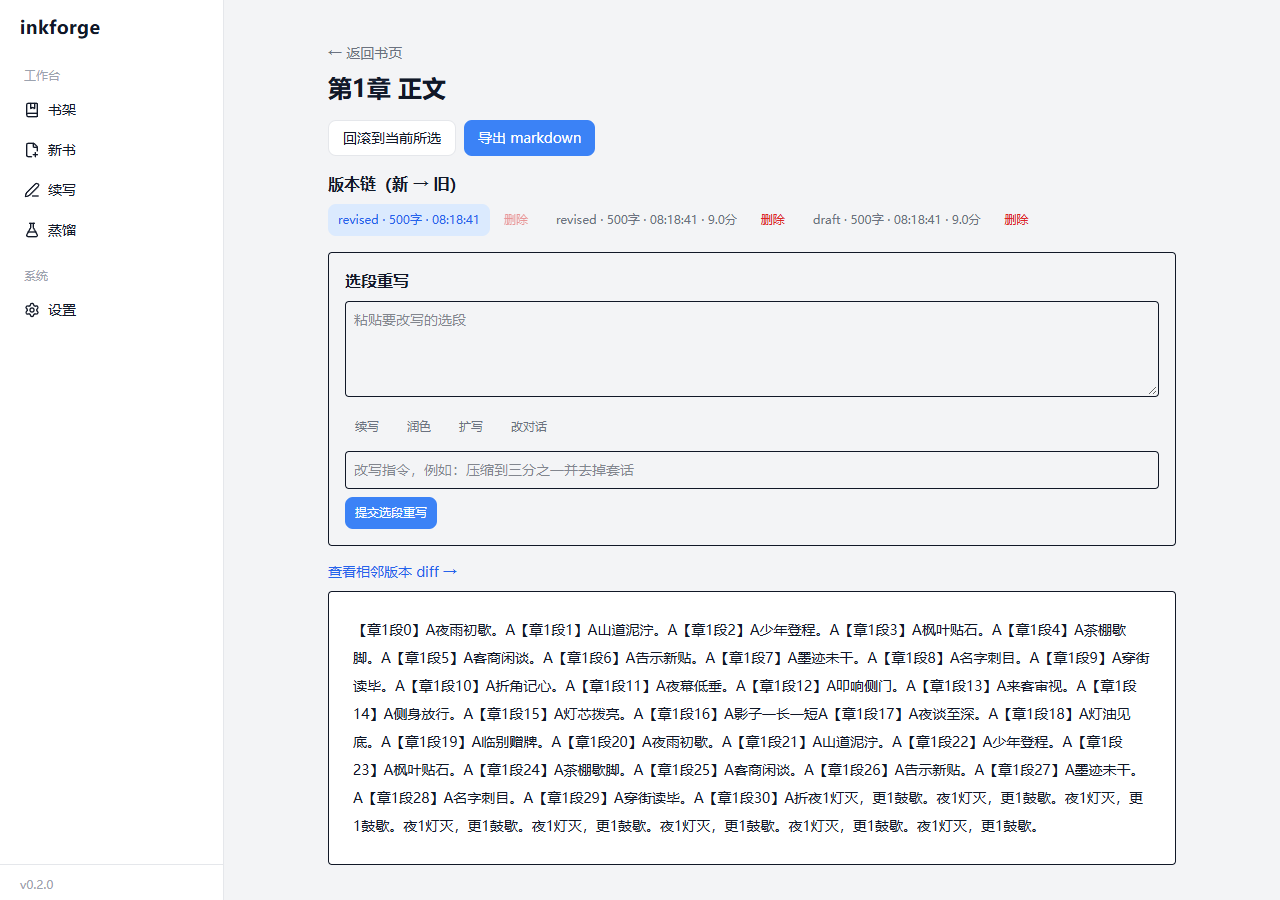 inkforge
工作台
书架
新书
续写
蒸馏
系统
设置
v0.2.0
← 返回书页
第1章 正文
回滚到当前所选
导出 markdown
版本链（新 → 旧）
revised · 500字 · 08:18:41 删除 revised · 500字 · 08:18:41 · 9.0分 删除 draft · 500字 · 08:18:41 · 9.0分 删除
选段重写
粘贴要改写的选段
续写 润色 扩写 改对话
改写指令，例如：压缩到三分之一并去掉套话
提交选段重写
查看相邻版本 diff →
【章1段0】A夜雨初歇。A【章1段1】A山道泥泞。A【章1段2】A少年登程。A【章1段3】A枫叶贴石。A【章1段4】A茶棚歇
脚。A【章1段5】A客商闲谈。A【章1段6】A告示新贴。A【章1段7】A墨迹未干。A【章1段8】A名字刺目。A【章1段9】A穿街
读毕。A【章1段10】A折角记心。A【章1段11】A夜幕低垂。A【章1段12】A叩响侧门。A【章1段13】A来客审视。A【章1段
14】A侧身放行。A【章1段15】A灯芯拨亮。A【章1段16】A影子一长一短A【章1段17】A夜谈至深。A【章1段18】A灯油见
底。A【章1段19】A临别赠牌。A【章1段20】A夜雨初歇。A【章1段21】A山道泥泞。A【章1段22】A少年登程。A【章1段
23】A枫叶贴石。A【章1段24】A茶棚歇脚。A【章1段25】A客商闲谈。A【章1段26】A告示新贴。A【章1段27】A墨迹未干。
A【章1段28】A名字刺目。A【章1段29】A穿街读毕。A【章1段30】A折夜1灯灭，更1鼓歇。夜1灯灭，更1鼓歇。夜1灯灭，更
1鼓歇。夜1灯灭，更1鼓歇。夜1灯灭，更1鼓歇。夜1灯灭，更1鼓歇。夜1灯灭，更1鼓歇。夜1灯灭，更1鼓歇。